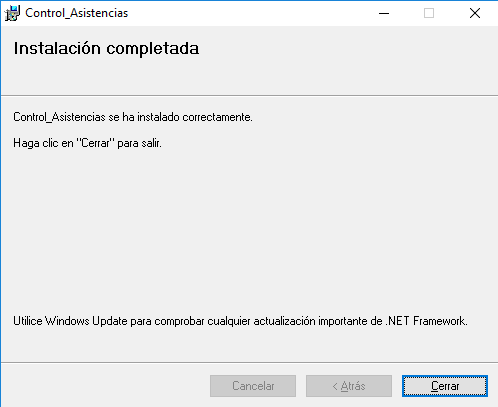 Control_Asistencias
Instalación completada
Control_Asistencias se ha instalado correctamente.
Haga clic en "Cerrar" para salir.
Utilice Windows Update para comprobar cualquier actualización importante de .NET Framework.
Cancelar < Atrás Cerrar